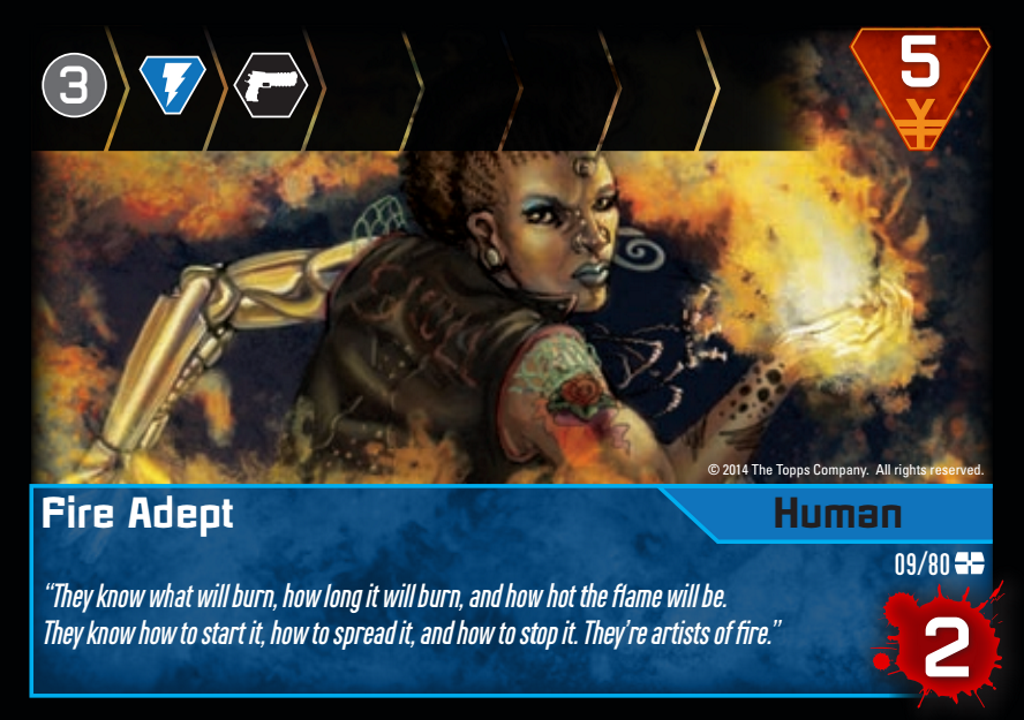 3
5
¥
© 2014 The Topps Company. All rights reserved.
Fire Adept
Human
09/80
“They know what will burn, how long it will burn, and how hot the flame will be.
They know how to start it, how to spread it, and how to stop it. They’re artists of fire.”
2